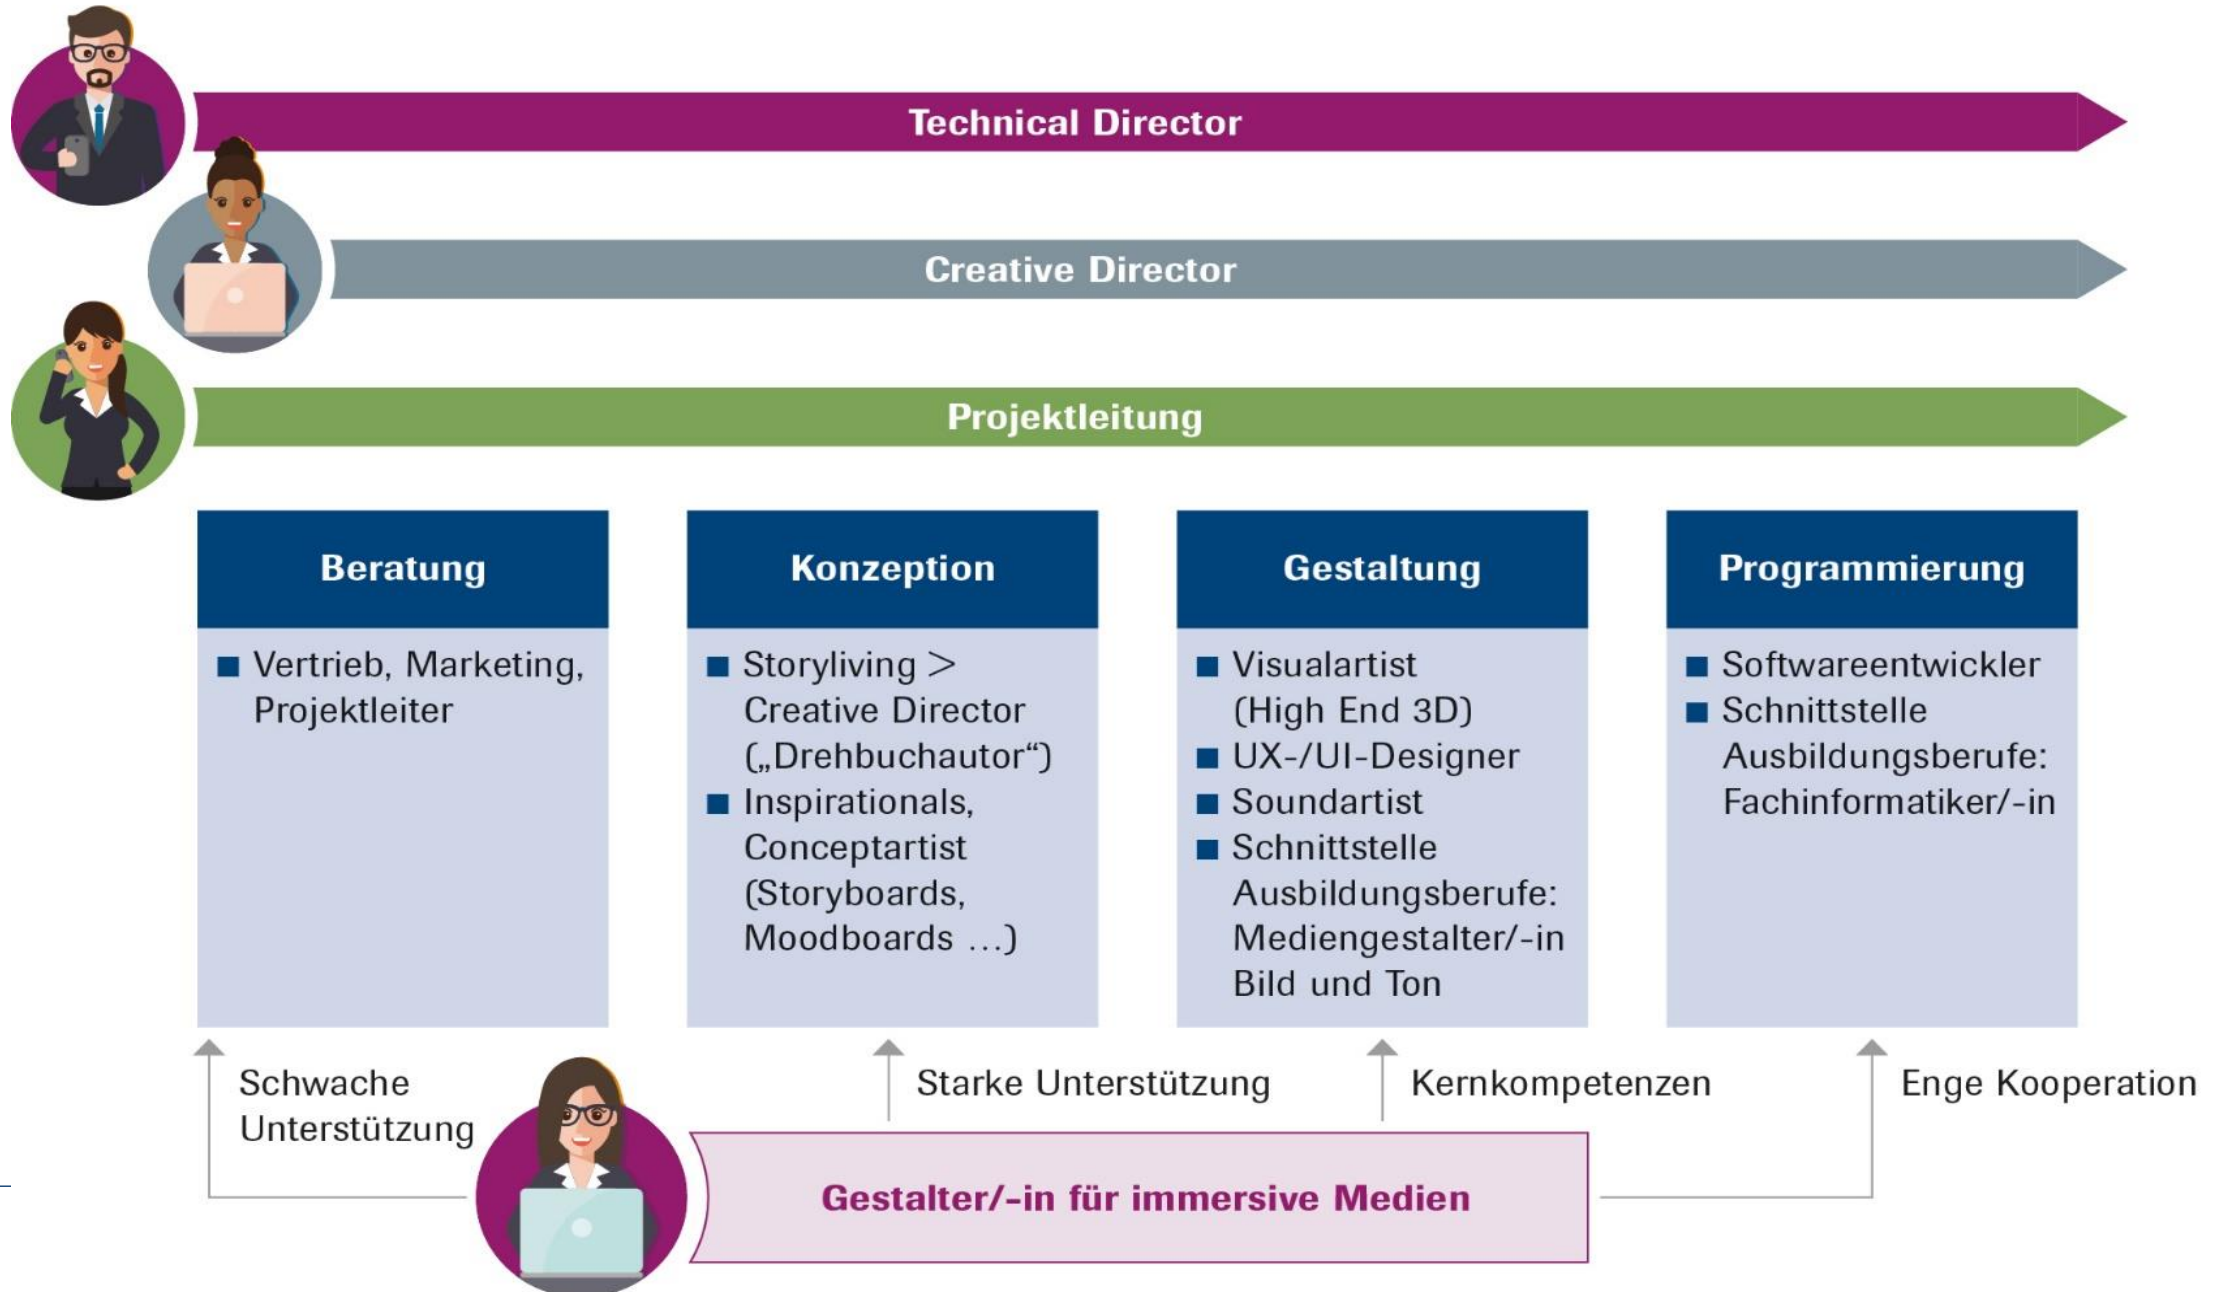 Technical Director
Creative Director
Projektleitung
Beratung
Vertrieb, Marketing,
Projektleiter
Konzeption
Storyliving >
Creative Director
(„Drehbuchautor“)
Inspirationals,
Conceptartist
(Storyboards,
Moodboards …)
Gestaltung
Visualartist
(High End 3D)
UX-/UI-Designer
Soundartist
Schnittstelle
Ausbildungsberufe:
Mediengestalter/-in
Bild und Ton
Programmierung
Softwareentwickler
Schnittstelle
Ausbildungsberufe:
Fachinformatiker/-in
Schwache
Unterstützung
Starke Unterstützung
Kernkompetenzen
Enge Kooperation
Gestalter/-in für immersive Medien